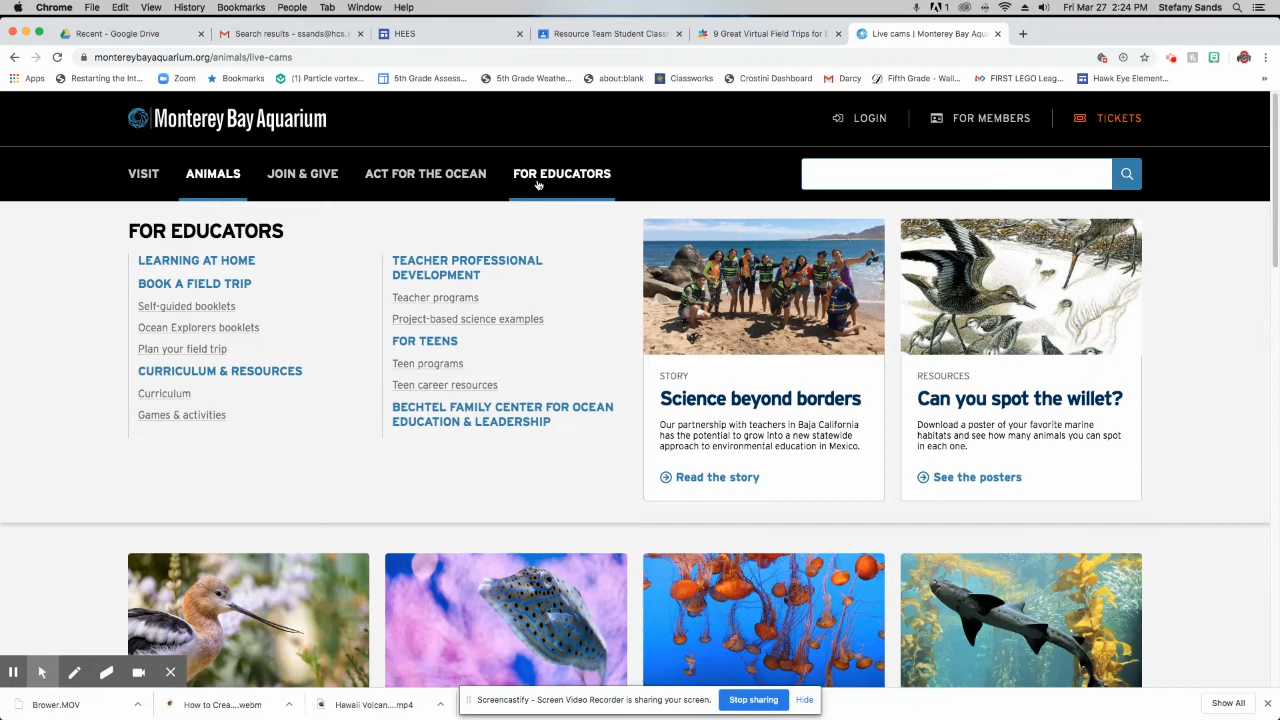 Chrome File Edit View History Bookmarks People Tab Window Help Fri Mar 27 2:24 PM Stefany Sands
Recent - Google Drive Search results - ssands@hcs. HEES Resource Team Student Class 9 Great Virtual Field Trips for E Live cams | Monterey Bay Aqua
montereybayaquarium.org/animals/live-cams
Apps Restarting the Int... Zoom Bookmarks (1) Particle vortex... 5th Grade Assess... 5th Grade Weathe... about:blank Classworks Crostini Dashboard Darcy Fifth Grade - Wall... FIRST LEGO Leag... Hawk Eye Element... »
Monterey Bay Aquarium
LOGIN FOR MEMBERS TICKETS
VISIT ANIMALS JOIN & GIVE ACT FOR THE OCEAN FOR EDUCATORS
FOR EDUCATORS
LEARNING AT HOME
BOOK A FIELD TRIP
Self-guided booklets
Ocean Explorers booklets
Plan your field trip
CURRICULUM & RESOURCES
Curriculum
Games & activities
TEACHER PROFESSIONAL
DEVELOPMENT
Teacher programs
Project-based science examples
FOR TEENS
Teen programs
Teen career resources
BECHTEL FAMILY CENTER FOR OCEAN
EDUCATION & LEADERSHIP
STORY
Science beyond borders
Our partnership with teachers in Baja California
has the potential to grow into a new statewide
approach to environmental education in Mexico.
Read the story
RESOURCES
Can you spot the willet?
Download a poster of your favorite marine
habitats and see how many animals you can spot
in each one.
See the posters
Screencastify - Screen Video Recorder is sharing your screen. Stop sharing Hide
Boxer.MOV How to Crea....webm Hawaii Volcan....mp4 Show All